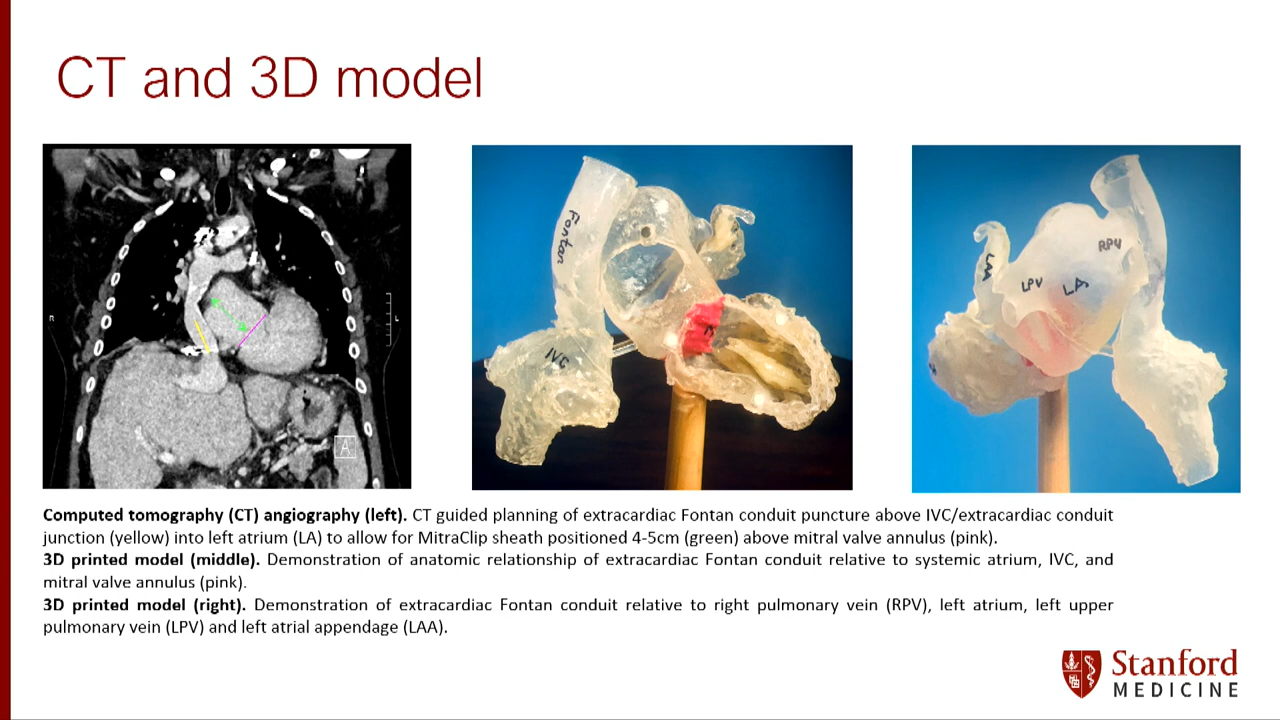 CT and 3D model
R
L
A
Fontan
IVC
LAA
RPV
LPV
LA
Computed tomography (CT) angiography (left). CT guided planning of extracardiac Fontan conduit puncture above IVC/extracardiac conduit
junction (yellow) into left atrium (LA) to allow for MitraClip sheath positioned 4-5cm (green) above mitral valve annulus (pink).
3D printed model (middle). Demonstration of anatomic relationship of extracardiac Fontan conduit relative to systemic atrium, IVC, and
mitral valve annulus (pink).
3D printed model (right). Demonstration of extracardiac Fontan conduit relative to right pulmonary vein (RPV), left atrium, left upper
pulmonary vein (LPV) and left atrial appendage (LAA).
Stanford
MEDICINE